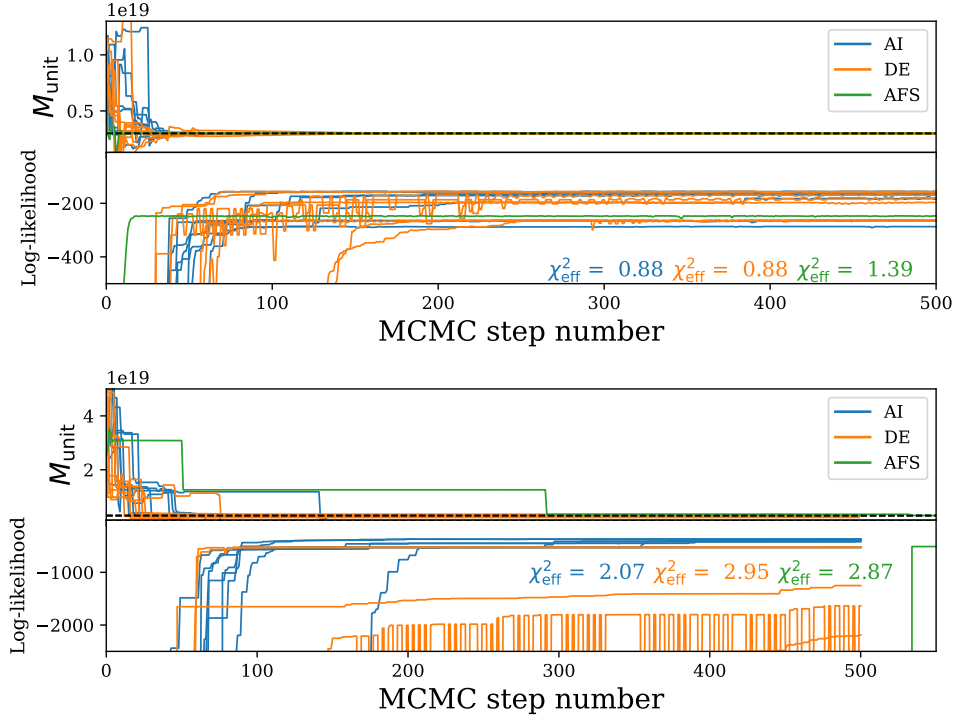 1e19
1.0
0.5
M_unit
AI
DE
AFS
Log-likelihood
−200
−400
χ²_eff = 0.88 χ²_eff = 0.88 χ²_eff = 1.39
0 100 200 300 400 500
MCMC step number
1e19
4
2
M_unit
AI
DE
AFS
Log-likelihood
−1000
−2000
χ²_eff = 2.07 χ²_eff = 2.95 χ²_eff = 2.87
0 100 200 300 400 500
MCMC step number